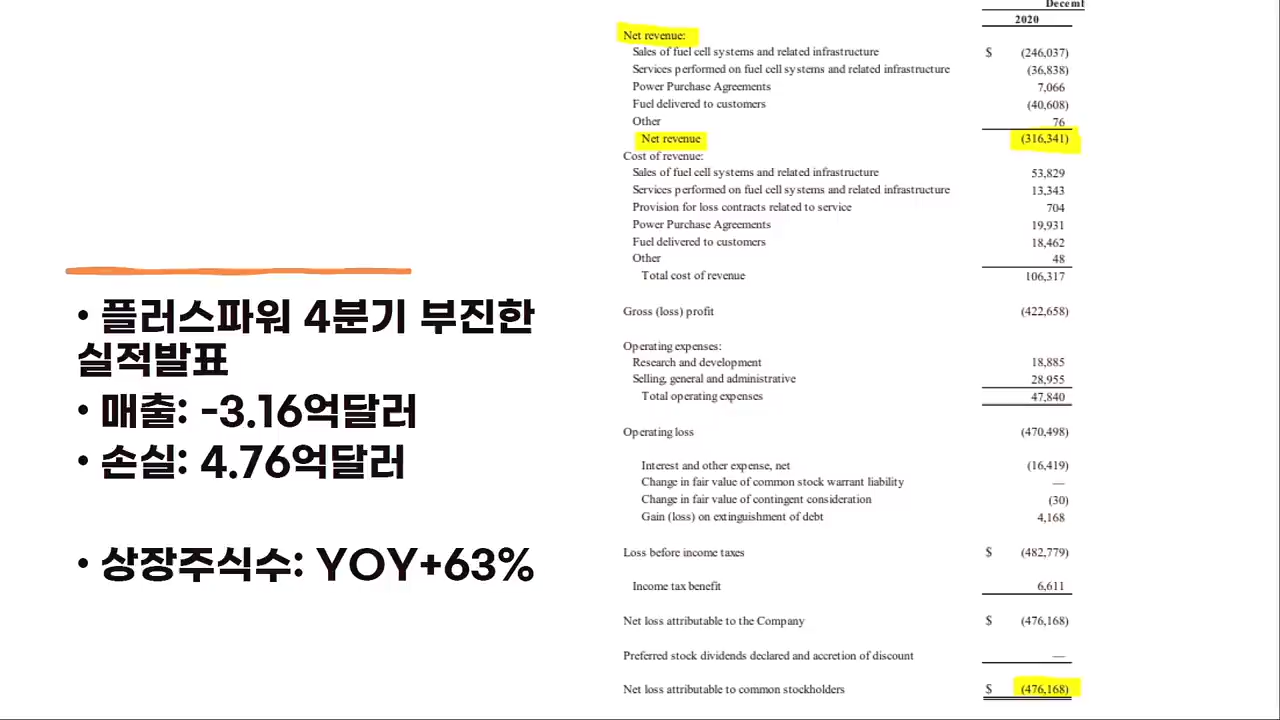 • 플러스파워 4분기 부진한
실적발표
• 매출: -3.16억달러
• 손실: 4.76억달러
• 상장주식수: YOY+63%
2020
Net revenue:
Sales of fuel cell systems and related infrastructure $ (246,037)
Services performed on fuel cell systems and related infrastructure (36,838)
Power Purchase Agreements 7,066
Fuel delivered to customers (40,608)
Other 76
Net revenue (316,341)
Cost of revenue:
Sales of fuel cell systems and related infrastructure 53,829
Services performed on fuel cell systems and related infrastructure 13,343
Provision for loss contracts related to service 704
Power Purchase Agreements 19,931
Fuel delivered to customers 18,462
Other 48
Total cost of revenue 106,317
Gross (loss) profit (422,658)
Operating expenses:
Research and development 18,885
Selling, general and administrative 28,955
Total operating expenses 47,840
Operating loss (470,498)
Interest and other expense, net (16,419)
Change in fair value of common stock warrant liability —
Change in fair value of contingent consideration (30)
Gain (loss) on extinguishment of debt 4,168
Loss before income taxes $ (482,779)
Income tax benefit 6,611
Net loss attributable to the Company $ (476,168)
Preferred stock dividends declared and accretion of discount —
Net loss attributable to common stockholders $ (476,168)